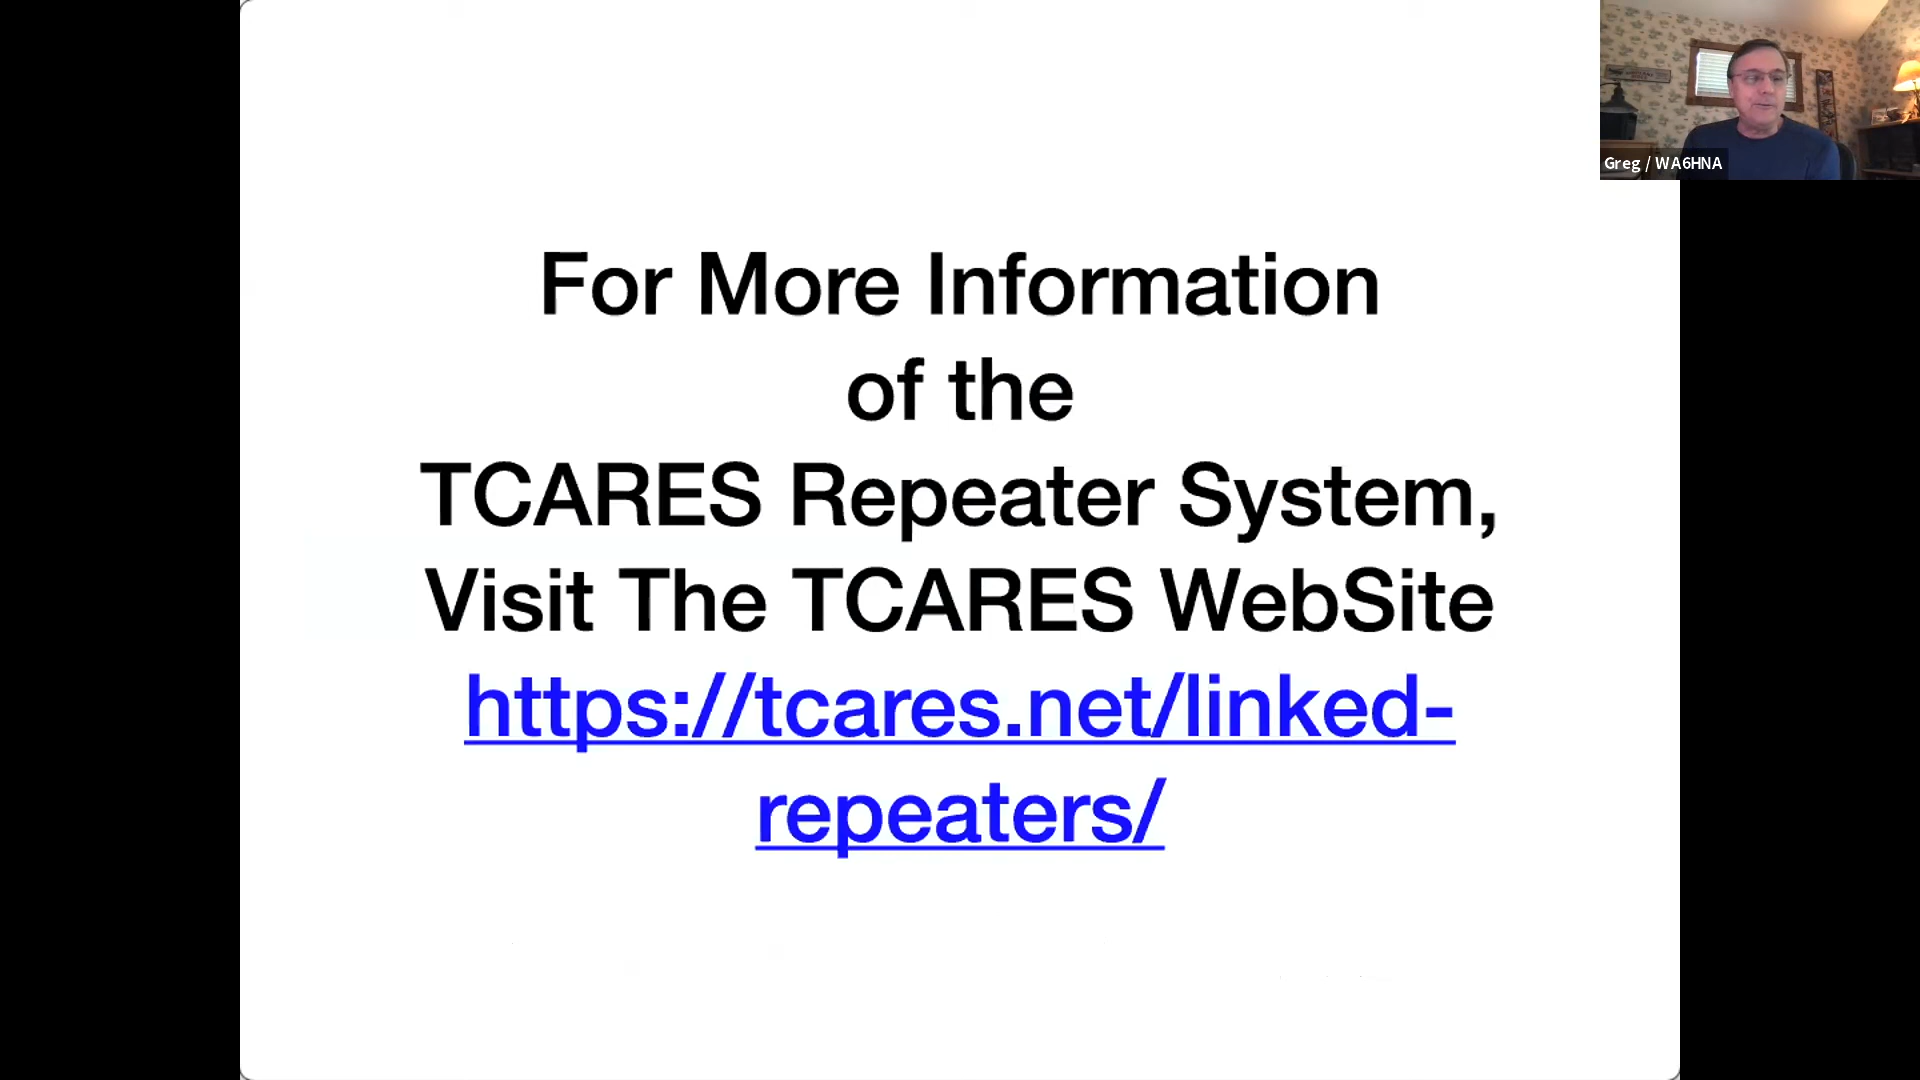 For More Information
of the
TCARES Repeater System,
Visit The TCARES WebSite
https://tcares.net/linked-
repeaters/
Greg / WA6HNA